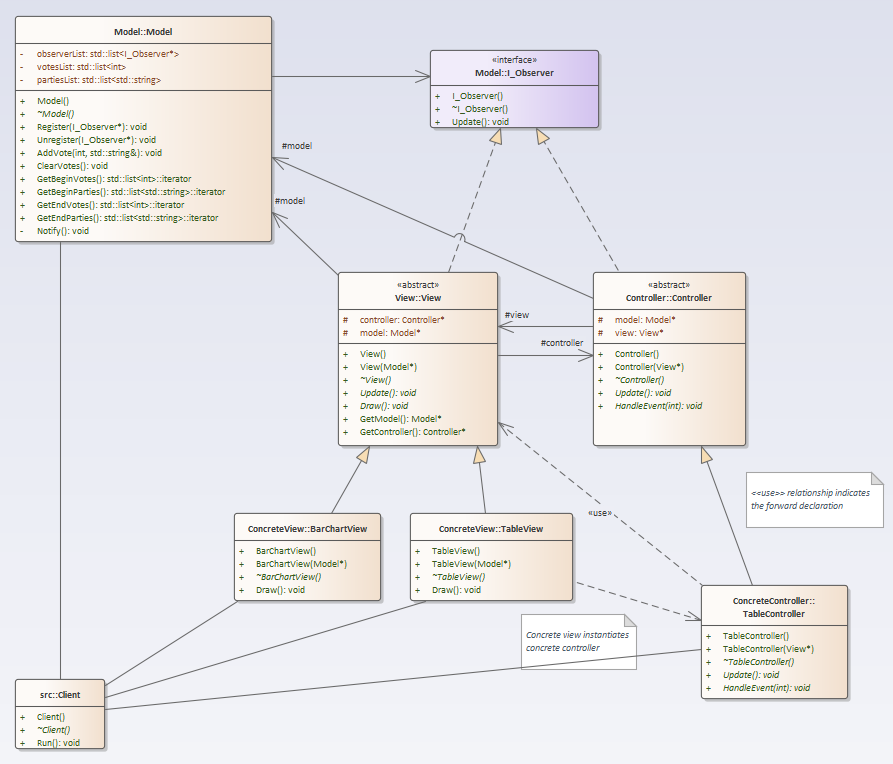 Model::Model
- observerList: std::list<I_Observer*>
- votesList: std::list<int>
- partiesList: std::list<std::string>
+ Model()
+ ~Model()
+ Register(I_Observer*): void
+ Unregister(I_Observer*): void
+ AddVote(int, std::string&): void
+ ClearVotes(): void
+ GetBeginVotes(): std::list<int>::iterator
+ GetBeginParties(): std::list<std::string>::iterator
+ GetEndVotes(): std::list<int>::iterator
+ GetEndParties(): std::list<std::string>::iterator
- Notify(): void
«interface»
Model::I_Observer
+ I_Observer()
+ ~I_Observer()
+ Update(): void
#model
#model
«abstract»
View::View
# controller: Controller*
# model: Model*
+ View()
+ View(Model*)
+ ~View()
+ Update(): void
+ Draw(): void
+ GetModel(): Model*
+ GetController(): Controller*
#view
#controller
«abstract»
Controller::Controller
# model: Model*
# view: View*
+ Controller()
+ Controller(View*)
+ ~Controller()
+ Update(): void
+ HandleEvent(int): void
<<use>> relationship indicates
the forward declaration
«use»
ConcreteView::BarChartView
+ BarChartView()
+ BarChartView(Model*)
+ ~BarChartView()
+ Draw(): void
ConcreteView::TableView
+ TableView()
+ TableView(Model*)
+ ~TableView()
+ Draw(): void
Concrete view instantiates
concrete controller
ConcreteController::
TableController
+ TableController()
+ TableController(View*)
+ ~TableController()
+ Update(): void
+ HandleEvent(int): void
src::Client
+ Client()
+ ~Client()
+ Run(): void